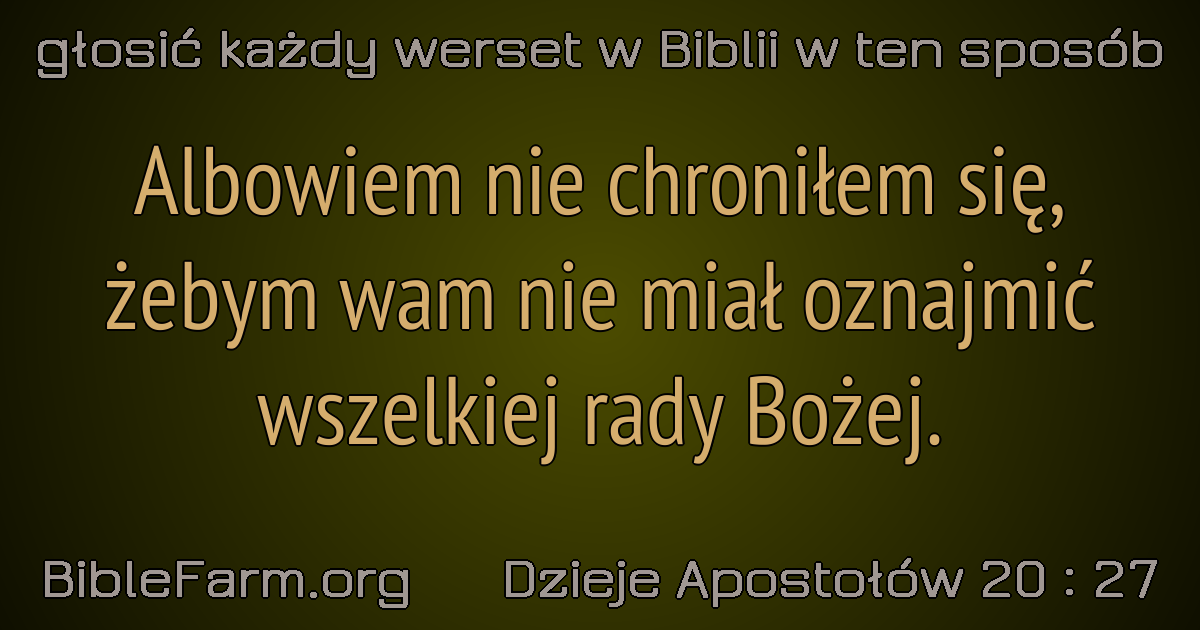 głosić każdy werset w Biblii w ten sposób
Albowiem nie chroniłem się,
żebym wam nie miał oznajmić
wszelkiej rady Bożej.
BibleFarm.org Dzieje Apostołów 20 : 27